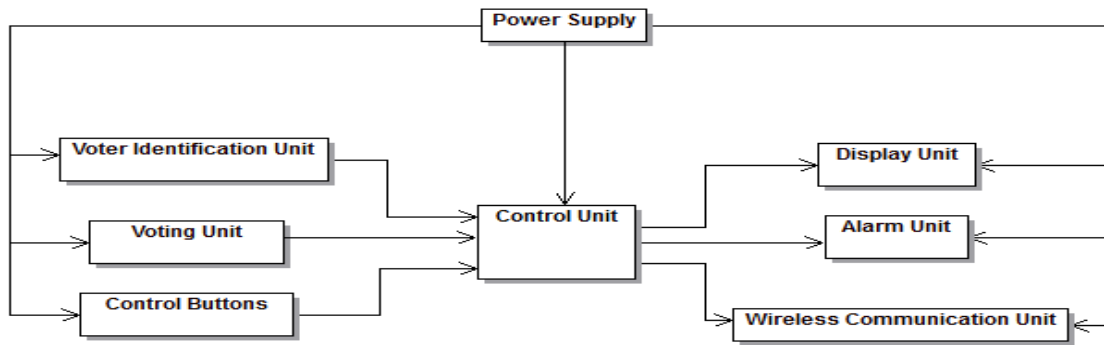 Power Supply
Voter Identification Unit
Display Unit
Control Unit
Voting Unit
Alarm Unit
Control Buttons
Wireless Communication Unit